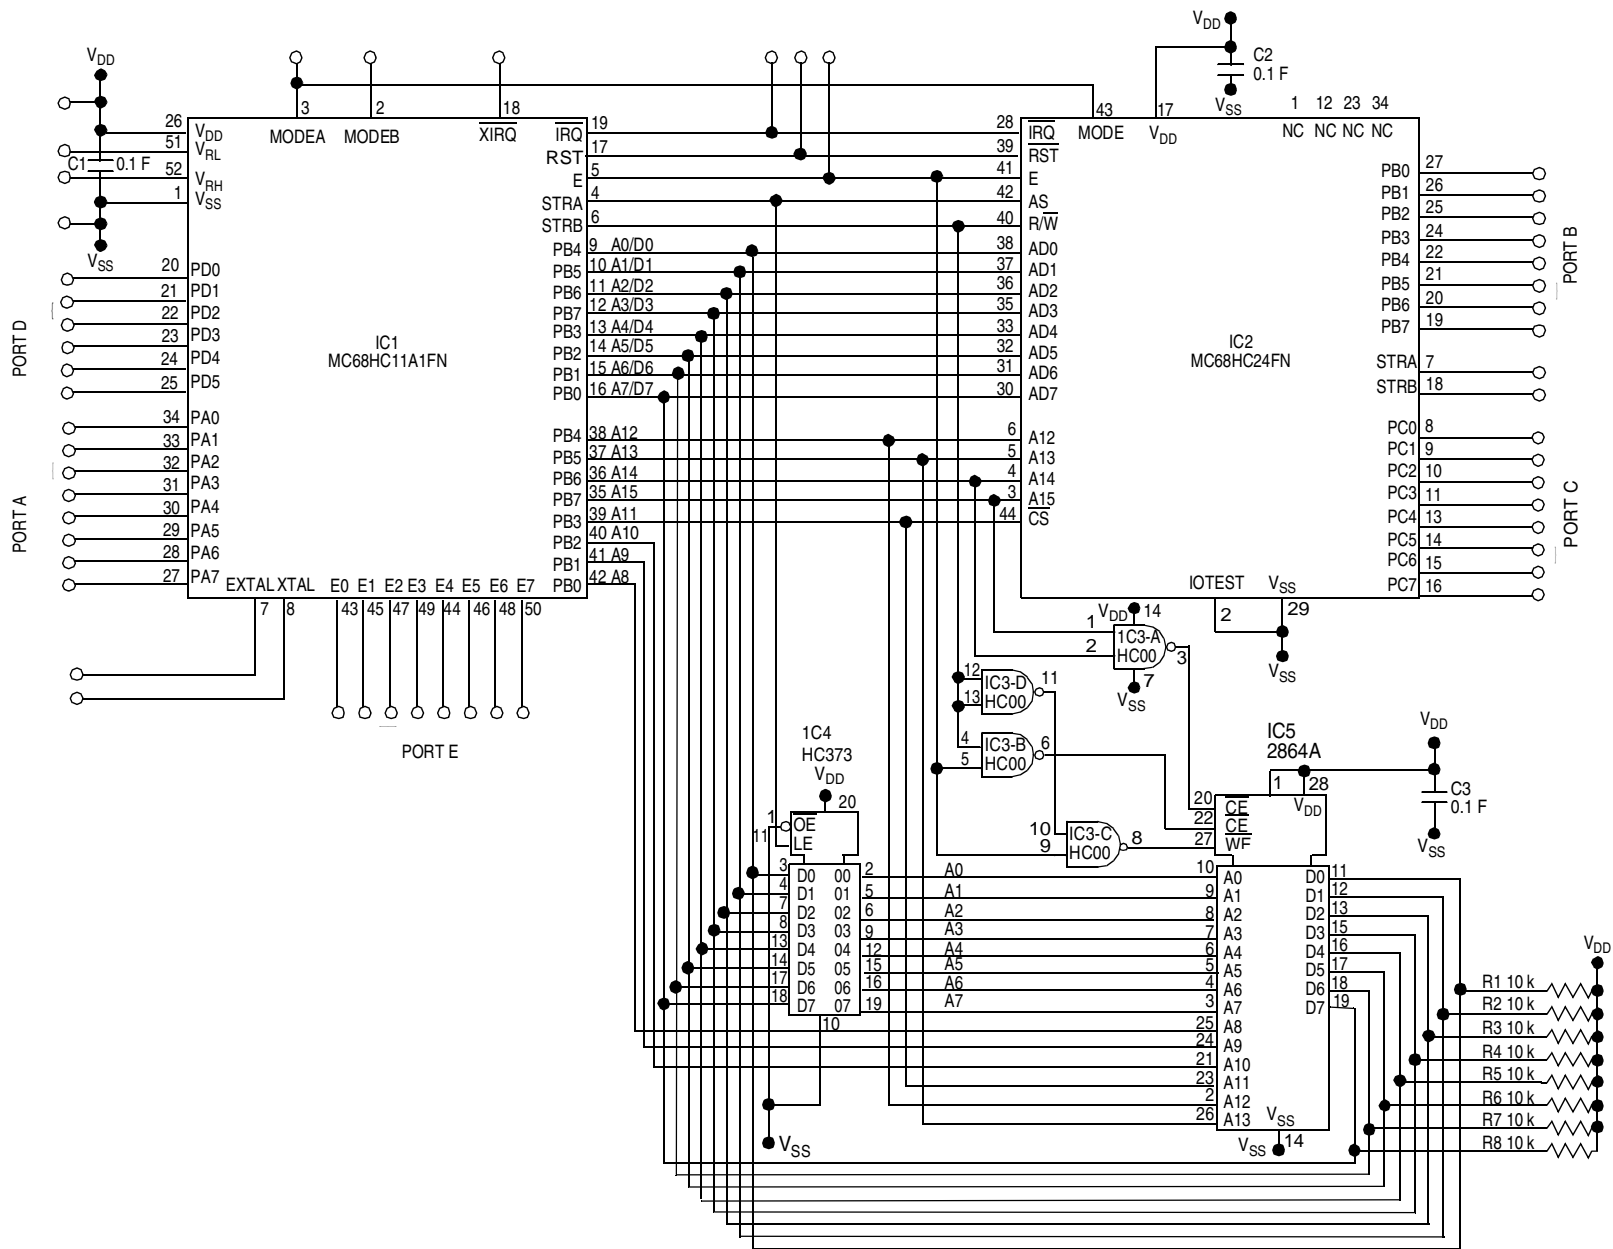 VDD
C1 0.1 F
VSS
PORT D
PORT A
26 VDD
51 VRL
52 VRH
1 VSS
20 PD0
21 PD1
22 PD2
23 PD3
24 PD4
25 PD5
34 PA0
33 PA1
32 PA2
31 PA3
30 PA4
29 PA5
28 PA6
27 PA7
3 2 18
MODEA MODEB XIRQ
IC1
MC68HC11A1FN
IRQ 19
RST 17
E 5
STRA 4
STRB 6
PB4 9 A0/D0
PB5 10 A1/D1
PB6 11 A2/D2
PB7 12 A3/D3
PB3 13 A4/D4
PB2 14 A5/D5
PB1 15 A6/D6
PB0 16 A7/D7
PB4 38 A12
PB5 37 A13
PB6 36 A14
PB7 35 A15
PB3 39 A11
PB2 40 A10
PB1 41 A9
PB0 42 A8
EXTAL XTAL E0 E1 E2 E3 E4 E5 E6 E7
7 8 43 45 47 49 44 46 48 50
PORT E
VDD
C2
0.1 F
VSS
43 17 1 12 23 34
MODE VDD NC NC NC NC
28 IRQ
39 RST
41 E
42 AS
40 R/W
38 AD0
37 AD1
36 AD2
35 AD3
33 AD4
32 AD5
31 AD6
30 AD7
6 A12
5 A13
4 A14
3 A15
44 CS
IC2
MC68HC24FN
PB0 27
PB1 26
PB2 25
PB3 24
PB4 22
PB5 21
PB6 20
PB7 19
STRA 7
STRB 18
PC0 8
PC1 9
PC2 10
PC3 11
PC4 13
PC5 14
PC6 15
PC7 16
PORT B
PORT C
IOTEST VSS
2 29
VSS
VDD 14
1 1C3-A
2 HC00 3
VSS 7
12 IC3-D 11
13 HC00
4 IC3-B 6
5 HC00
10 IC3-C 8
9 HC00
1C4
HC373
VDD
20
1 OE
11 LE
3 D0 00 2 A0
4 D1 01 5 A1
7 D2 02 6 A2
8 D3 03 9 A3
13 D4 04 12 A4
14 D5 05 15 A5
17 D6 06 16 A6
18 D7 07 19 A7
10
VSS
IC5
2864A
1 28
VDD
20 CE
22 CE
27 WF
10 A0
9 A1
8 A2
7 A3
6 A4
5 A5
4 A6
3 A7
25 A8
24 A9
21 A10
23 A11
2 A12
26 A13
D0 11
D1 12
D2 13
D3 15
D4 16
D5 17
D6 18
D7 19
VSS
VSS 14
VDD
C3
0.1 F
VSS
VDD
R1 10 k
R2 10 k
R3 10 k
R4 10 k
R5 10 k
R6 10 k
R7 10 k
R8 10 k